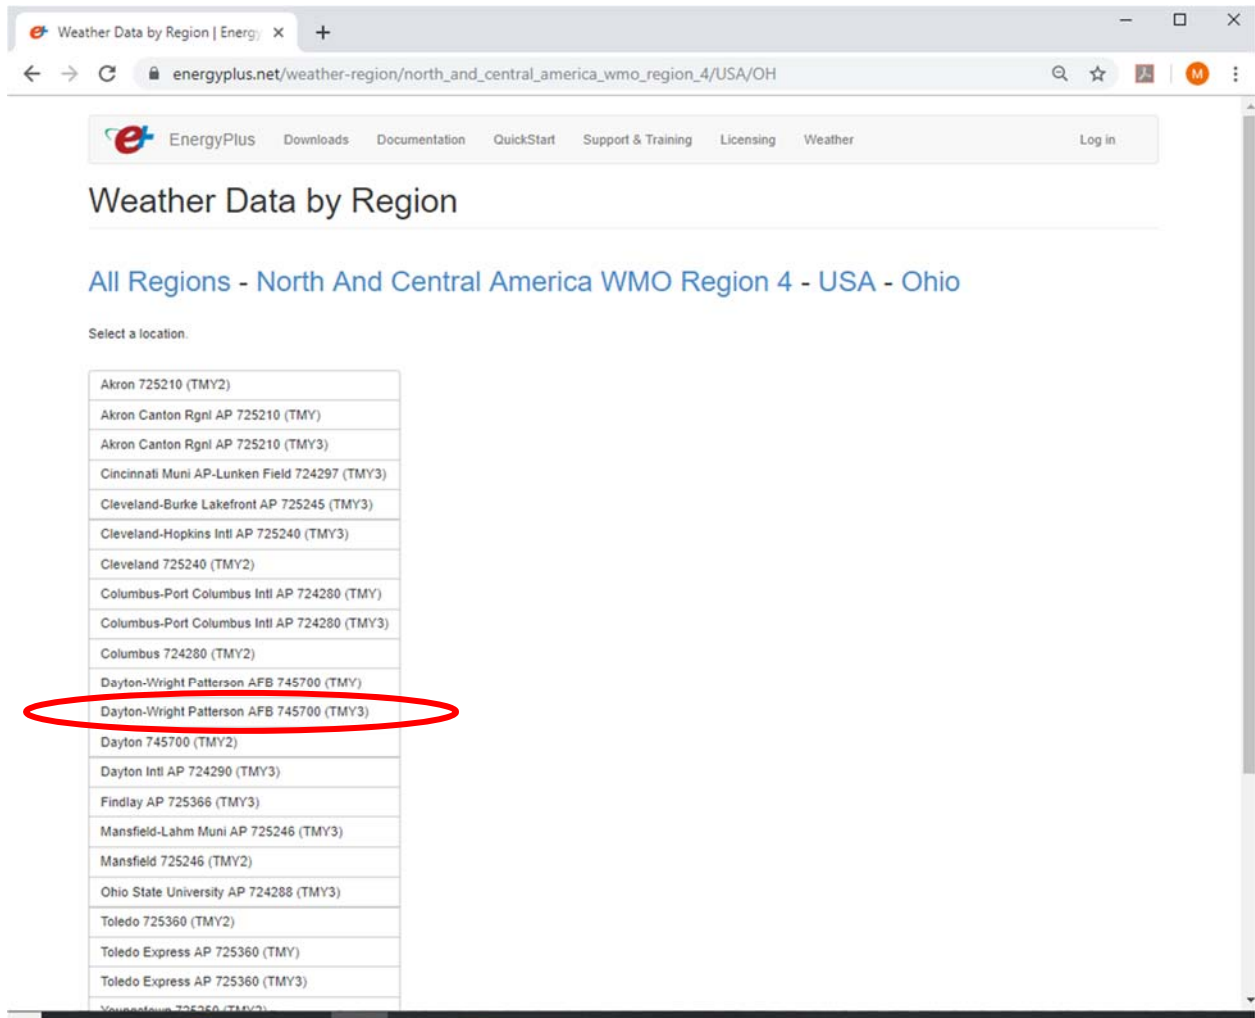 Weather Data by Region | Energy
energyplus.net/weather-region/north_and_central_america_wmo_region_4/USA/OH
M
e+ EnergyPlus Downloads Documentation QuickStart Support & Training Licensing Weather Log in
Weather Data by Region
All Regions - North And Central America WMO Region 4 - USA - Ohio
Select a location.
Akron 725210 (TMY2)
Akron Canton Rgnl AP 725210 (TMY)
Akron Canton Rgnl AP 725210 (TMY3)
Cincinnati Muni AP-Lunken Field 724297 (TMY3)
Cleveland-Burke Lakefront AP 725245 (TMY3)
Cleveland-Hopkins Intl AP 725240 (TMY3)
Cleveland 725240 (TMY2)
Columbus-Port Columbus Intl AP 724280 (TMY)
Columbus-Port Columbus Intl AP 724280 (TMY3)
Columbus 724280 (TMY2)
Dayton-Wright Patterson AFB 745700 (TMY)
Dayton-Wright Patterson AFB 745700 (TMY3)
Dayton 745700 (TMY2)
Dayton Intl AP 724290 (TMY3)
Findlay AP 725366 (TMY3)
Mansfield-Lahm Muni AP 725246 (TMY3)
Mansfield 725246 (TMY2)
Ohio State University AP 724288 (TMY3)
Toledo 725360 (TMY2)
Toledo Express AP 725360 (TMY)
Toledo Express AP 725360 (TMY3)
Youngstown 725250 (TMY2)